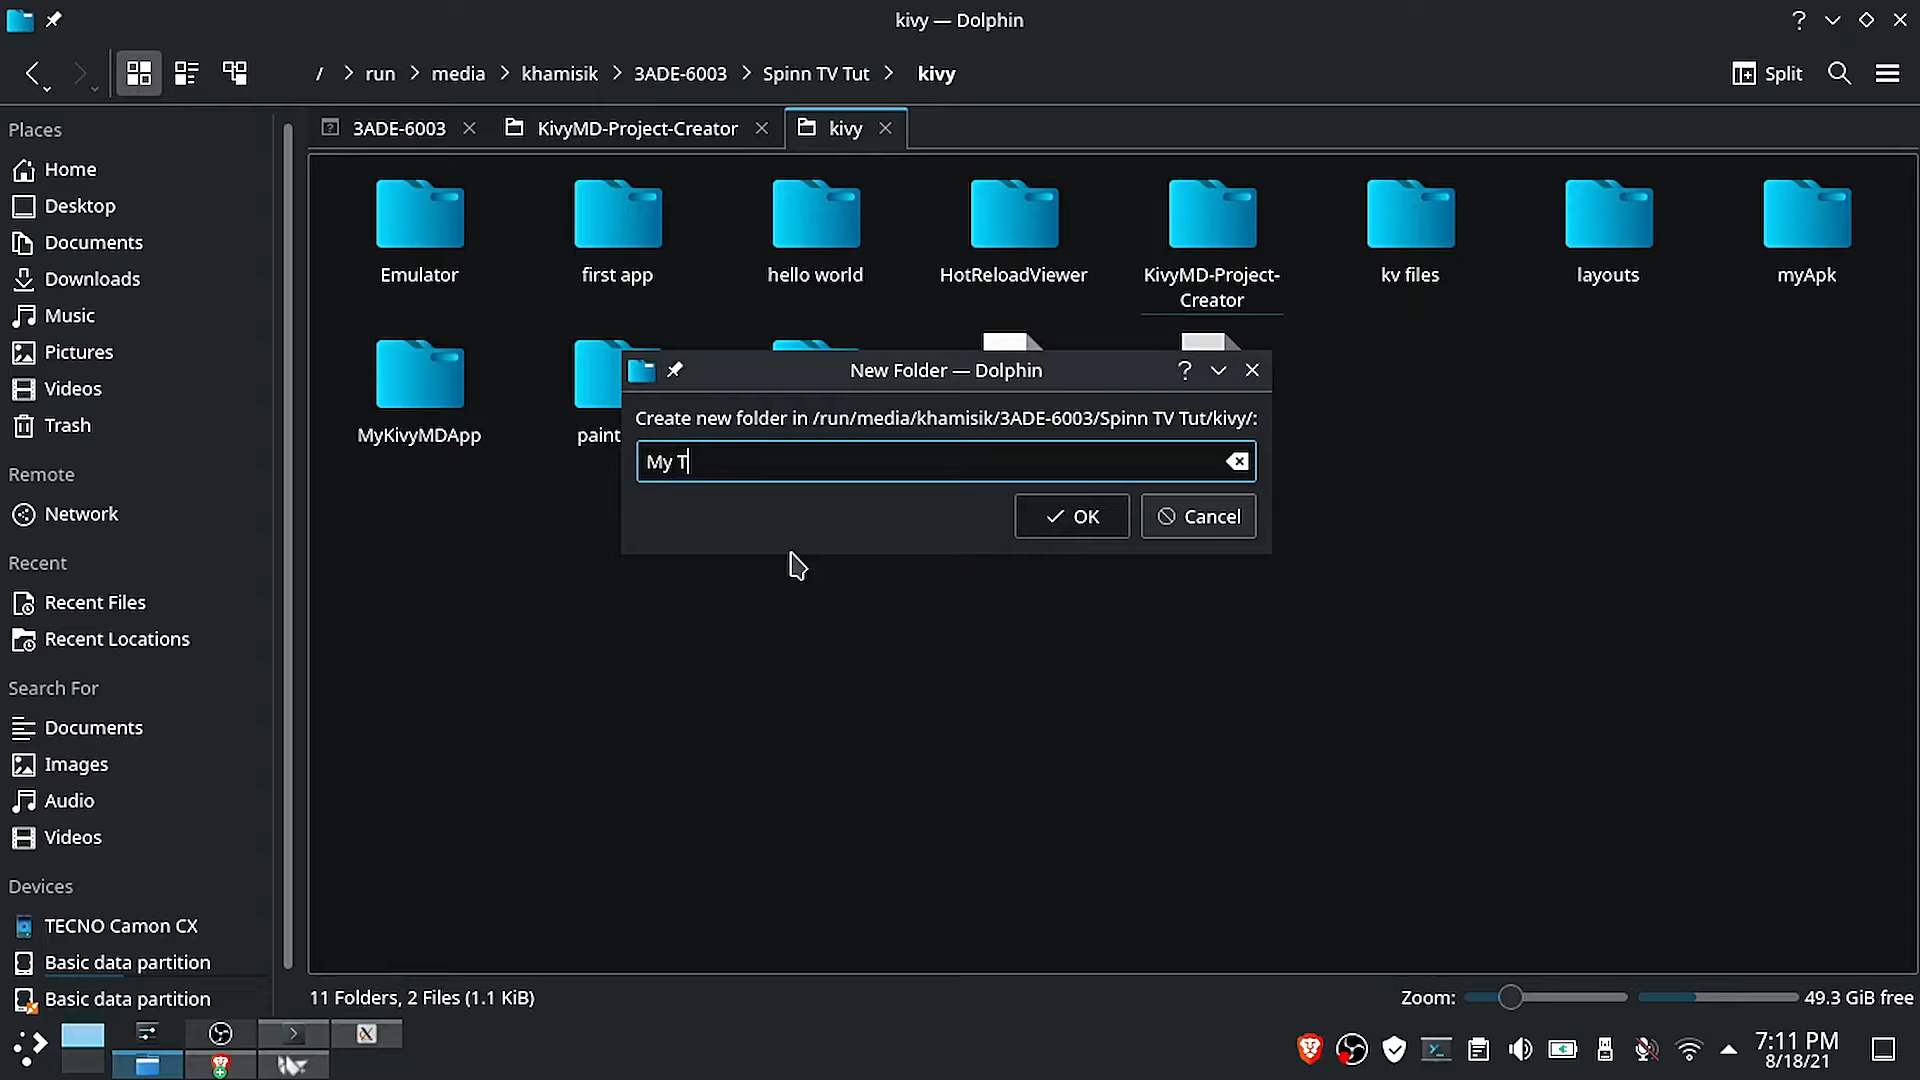 kivy — Dolphin
/ > run > media > khamisik > 3ADE-6003 > Spinn TV Tut > kivy
Split
Places
Home
Desktop
Documents
Downloads
Music
Pictures
Videos
Trash
Remote
Network
Recent
Recent Files
Recent Locations
Search For
Documents
Images
Audio
Videos
Devices
TECNO Camon CX
Basic data partition
Basic data partition
3ADE-6003
KivyMD-Project-Creator
kivy
Emulator
first app
hello world
HotReloadViewer
KivyMD-Project-
Creator
kv files
layouts
myApk
MyKivyMDApp
paint
New Folder — Dolphin
Create new folder in /run/media/khamisik/3ADE-6003/Spinn TV Tut/kivy/:
My T
OK
Cancel
11 Folders, 2 Files (1.1 KiB)
Zoom:
49.3 GiB free
7:11 PM
8/18/21